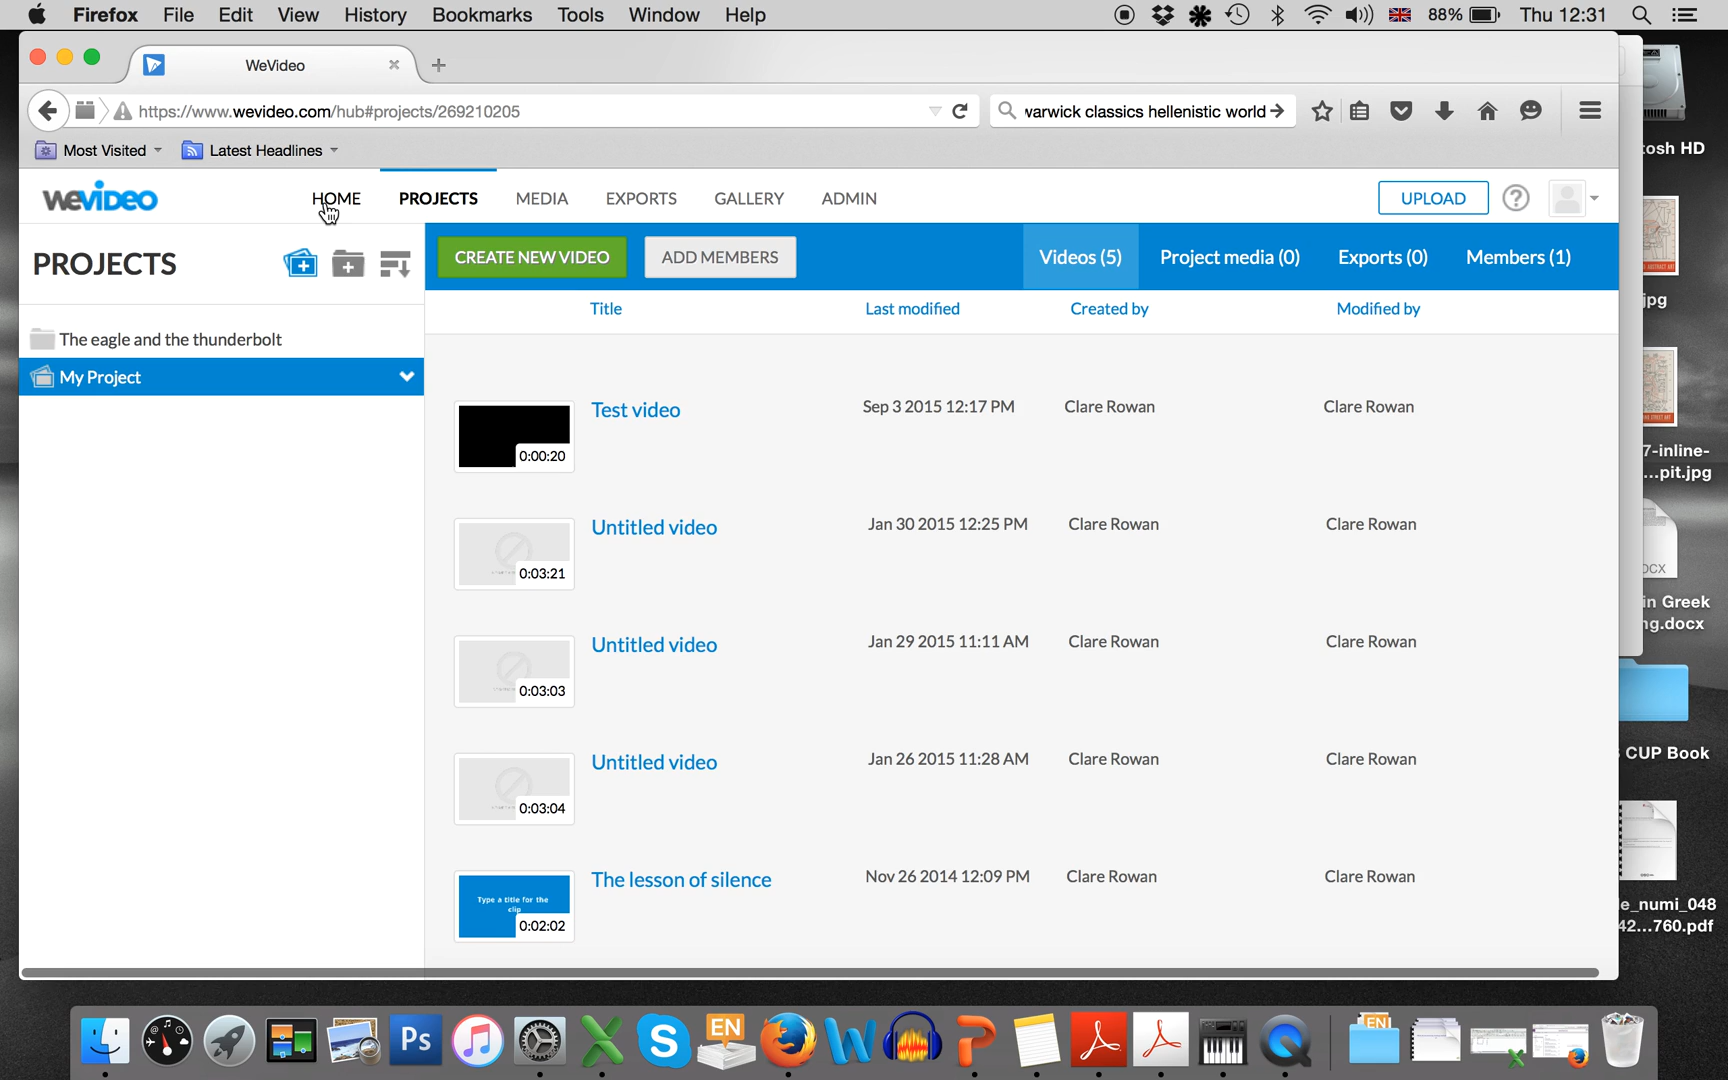 Firefox File Edit View History Bookmarks Tools Window Help 88% Thu 12:31
WeVideo
https://www.wevideo.com/hub#projects/269210205 warwick classics hellenistic world
Most Visited Latest Headlines
WeVideo HOME PROJECTS MEDIA EXPORTS GALLERY ADMIN UPLOAD ?
PROJECTS CREATE NEW VIDEO ADD MEMBERS Videos (5) Project media (0) Exports (0) Members (1)
Title Last modified Created by Modified by
The eagle and the thunderbolt
My Project
Test video Sep 3 2015 12:17 PM Clare Rowan Clare Rowan
0:00:20
Untitled video Jan 30 2015 12:25 PM Clare Rowan Clare Rowan
0:03:21
Untitled video Jan 29 2015 11:11 AM Clare Rowan Clare Rowan
0:03:03
Untitled video Jan 26 2015 11:28 AM Clare Rowan Clare Rowan
0:03:04
The lesson of silence Nov 26 2014 12:09 PM Clare Rowan Clare Rowan
Type a title for the
clip
0:02:02
tosh HD
jpg
7-inline-
...pit.jpg
OCX
in Greek
ng.docx
CUP Book
e_numi_048
42...760.pdf
Ps EN EN